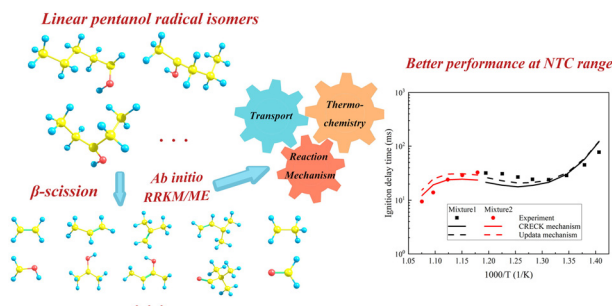 Linear pentanol radical isomers
Better performance at NTC range
Transport
Thermo-
chemistry
Reaction
Mechanism
. . .
β-scission
Ab initio
RRKM/ME
Ignition delay time (ms)
10³
10²
10¹
10⁰
Mixture1 Mixture2
Experiment
CRECK mechanism
Updata mechanism
1.05 1.10 1.15 1.20 1.25 1.30 1.35 1.40
1000/T (1/K)